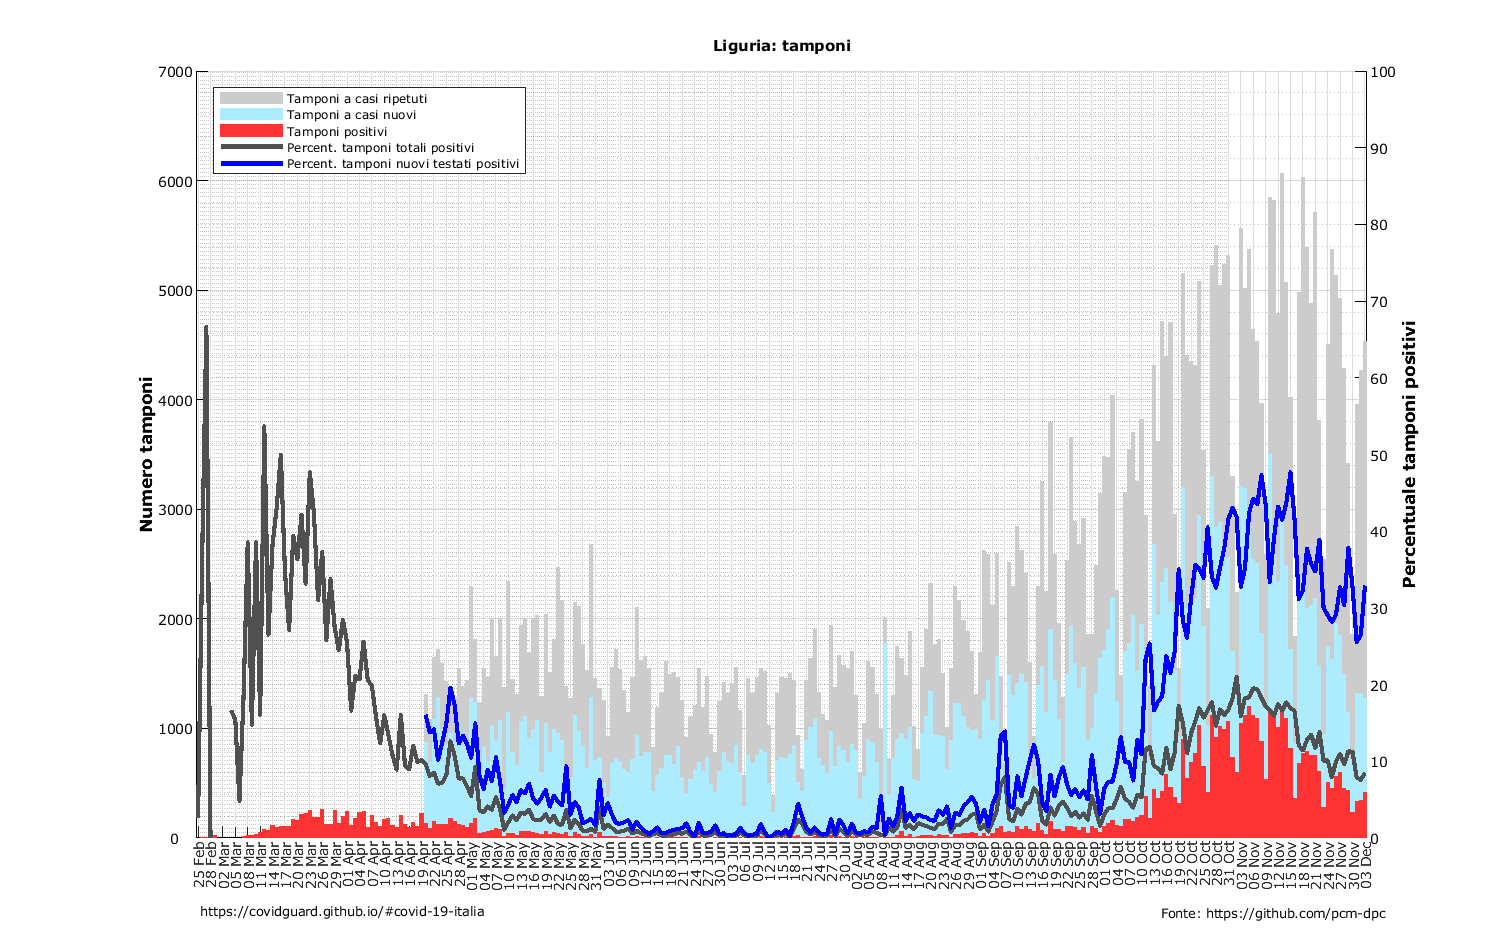 Liguria: tamponi
Tamponi a casi ripetuti
Tamponi a casi nuovi
Tamponi positivi
Percent. tamponi totali positivi
Percent. tamponi nuovi testati positivi
Numero tamponi
7000
6000
5000
4000
3000
2000
1000
0
Percentuale tamponi positivi
100
90
80
70
60
50
40
30
20
10
0
25 Feb
28 Feb
02 Mar
05 Mar
08 Mar
11 Mar
14 Mar
17 Mar
20 Mar
23 Mar
26 Mar
29 Mar
01 Apr
04 Apr
07 Apr
10 Apr
13 Apr
16 Apr
19 Apr
22 Apr
25 Apr
28 Apr
01 May
04 May
07 May
10 May
13 May
16 May
19 May
22 May
25 May
28 May
31 May
03 Jun
06 Jun
09 Jun
12 Jun
15 Jun
18 Jun
21 Jun
24 Jun
27 Jun
30 Jun
03 Jul
06 Jul
09 Jul
12 Jul
15 Jul
18 Jul
21 Jul
24 Jul
27 Jul
30 Jul
02 Aug
05 Aug
08 Aug
11 Aug
14 Aug
17 Aug
20 Aug
23 Aug
26 Aug
29 Aug
01 Sep
04 Sep
07 Sep
10 Sep
13 Sep
16 Sep
19 Sep
22 Sep
25 Sep
28 Sep
01 Oct
04 Oct
07 Oct
10 Oct
13 Oct
16 Oct
19 Oct
22 Oct
25 Oct
28 Oct
31 Oct
03 Nov
06 Nov
09 Nov
12 Nov
15 Nov
18 Nov
21 Nov
24 Nov
27 Nov
30 Nov
03 Dec
https://covidguard.github.io/#covid-19-italia
Fonte: https://github.com/pcm-dpc